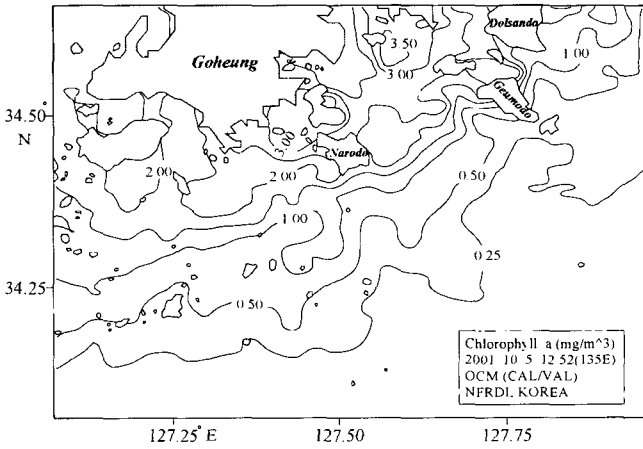 Dolsando
3.50
1.00
Goheung
3.00
Geumodo
34.50
N
s
3.00
Narodo
2.00
2.00
0.50
1.00
0.25
34.25
0.50
Chlorophyll a (mg/m^3)
2001 10 5 12 52(135E)
OCM (CAL/VAL)
NFRDI. KOREA
127.25° E
127.50
127.75